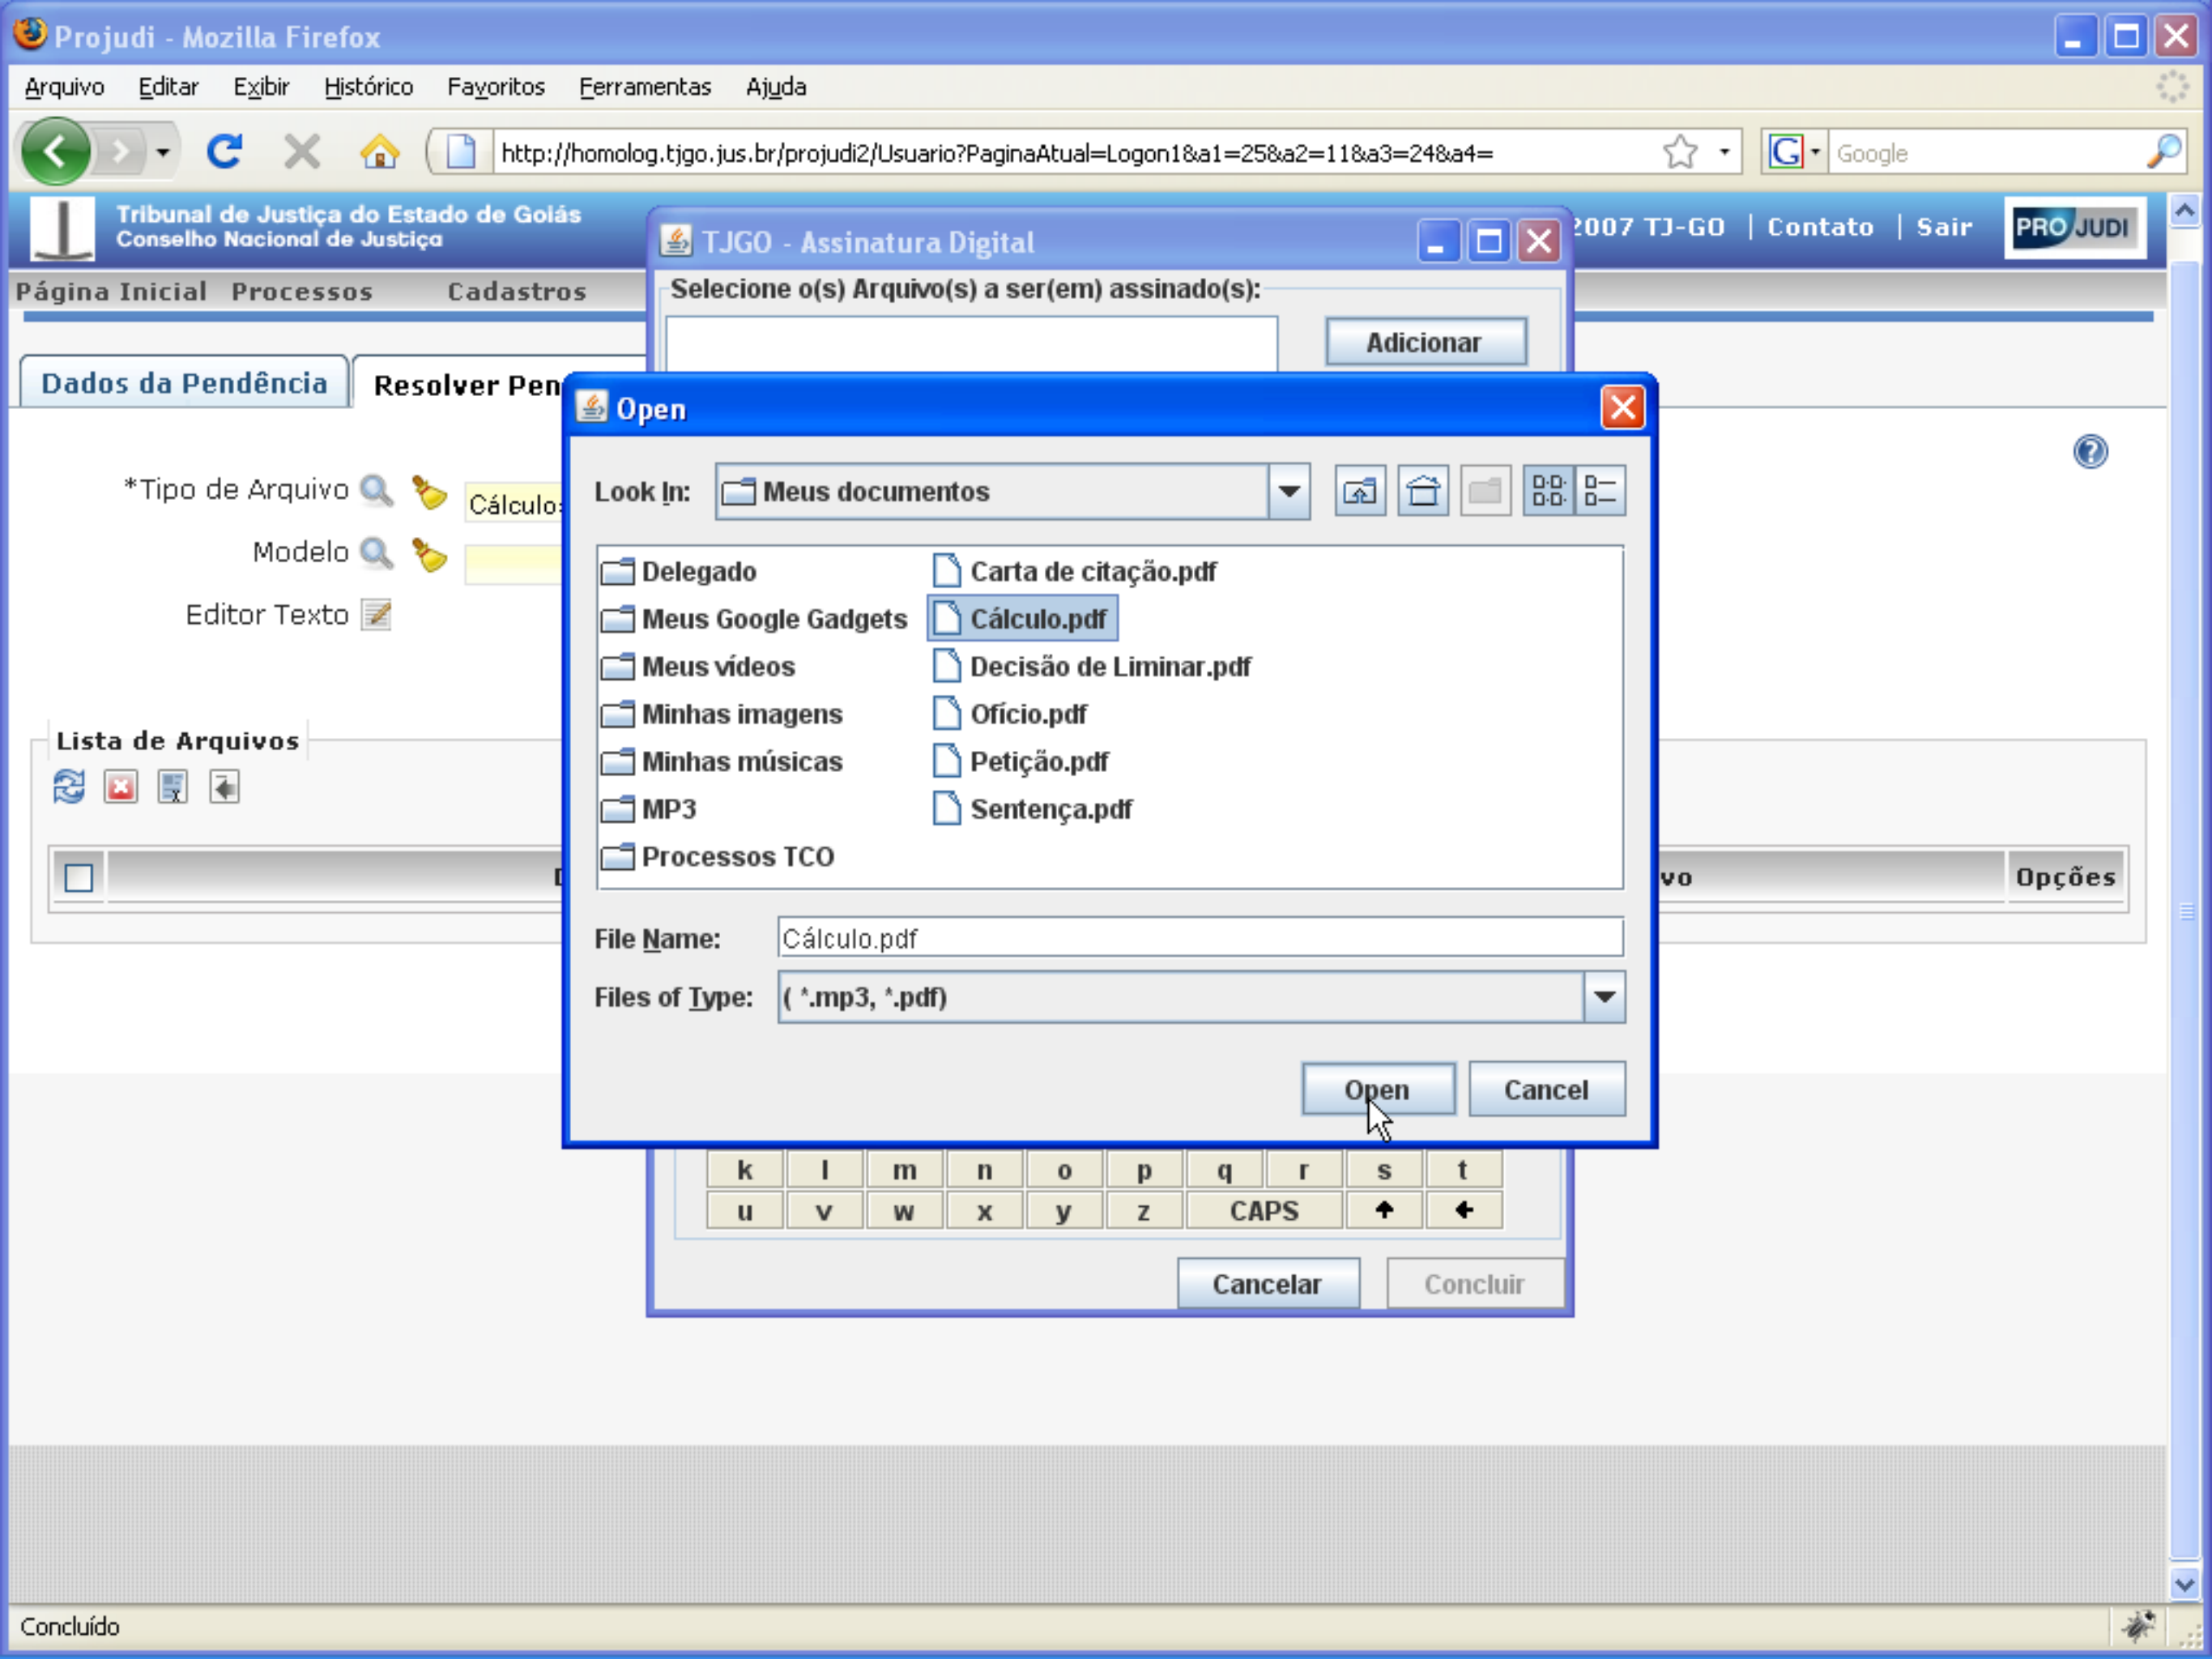 Projudi - Mozilla Firefox
Arquivo Editar Exibir Histórico Favoritos Ferramentas Ajuda
http://homolog.tjgo.jus.br/projudi2/Usuario?PaginaAtual=Logon1&a1=25&a2=11&a3=24&a4=
Google
Tribunal de Justiça do Estado de Goiás
Conselho Nacional de Justiça
2007 TJ-GO | Contato | Sair
PROJUDI
Página Inicial Processos Cadastros
TJGO - Assinatura Digital
Selecione o(s) Arquivo(s) a ser(em) assinado(s):
Adicionar
Dados da Pendência
Resolver Pen
Open
Look In: Meus documentos
*Tipo de Arquivo
Cálculo
Modelo
Editor Texto
Delegado
Meus Google Gadgets
Meus vídeos
Minhas imagens
Minhas músicas
MP3
Processos TCO
Carta de citação.pdf
Cálculo.pdf
Decisão de Liminar.pdf
Ofício.pdf
Petição.pdf
Sentença.pdf
Lista de Arquivos
vo
Opções
File Name: Cálculo.pdf
Files of Type: ( *.mp3, *.pdf)
Open Cancel
k l m n o p q r s t
u v w x y z CAPS
Cancelar Concluir
Concluído